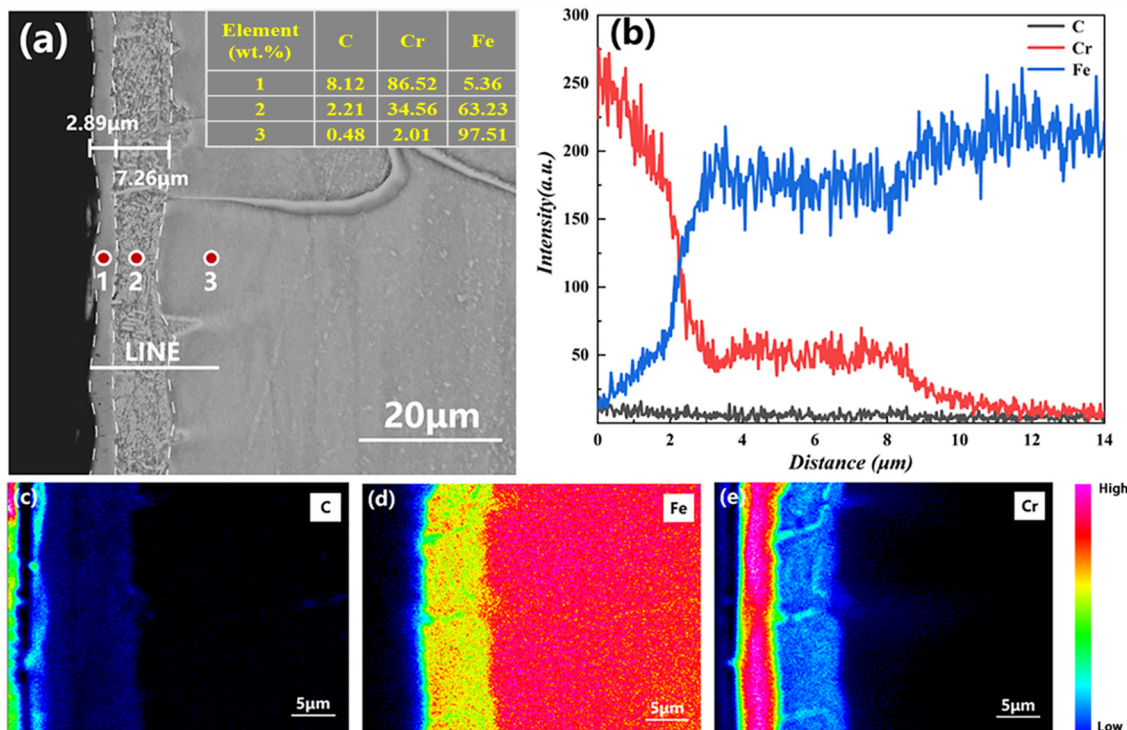 (a)
Element (wt.%) C Cr Fe
1 8.12 86.52 5.36
2 2.21 34.56 63.23
3 0.48 2.01 97.51
2.89μm
7.26μm
1 2 3
LINE
20μm
(b)
C
Cr
Fe
300
250
200
150
100
50
Intensity(a.u.)
0 2 4 6 8 10 12 14
Distance (μm)
(c) C
5μm
(d) Fe
5μm
(e) Cr
5μm
High
Low